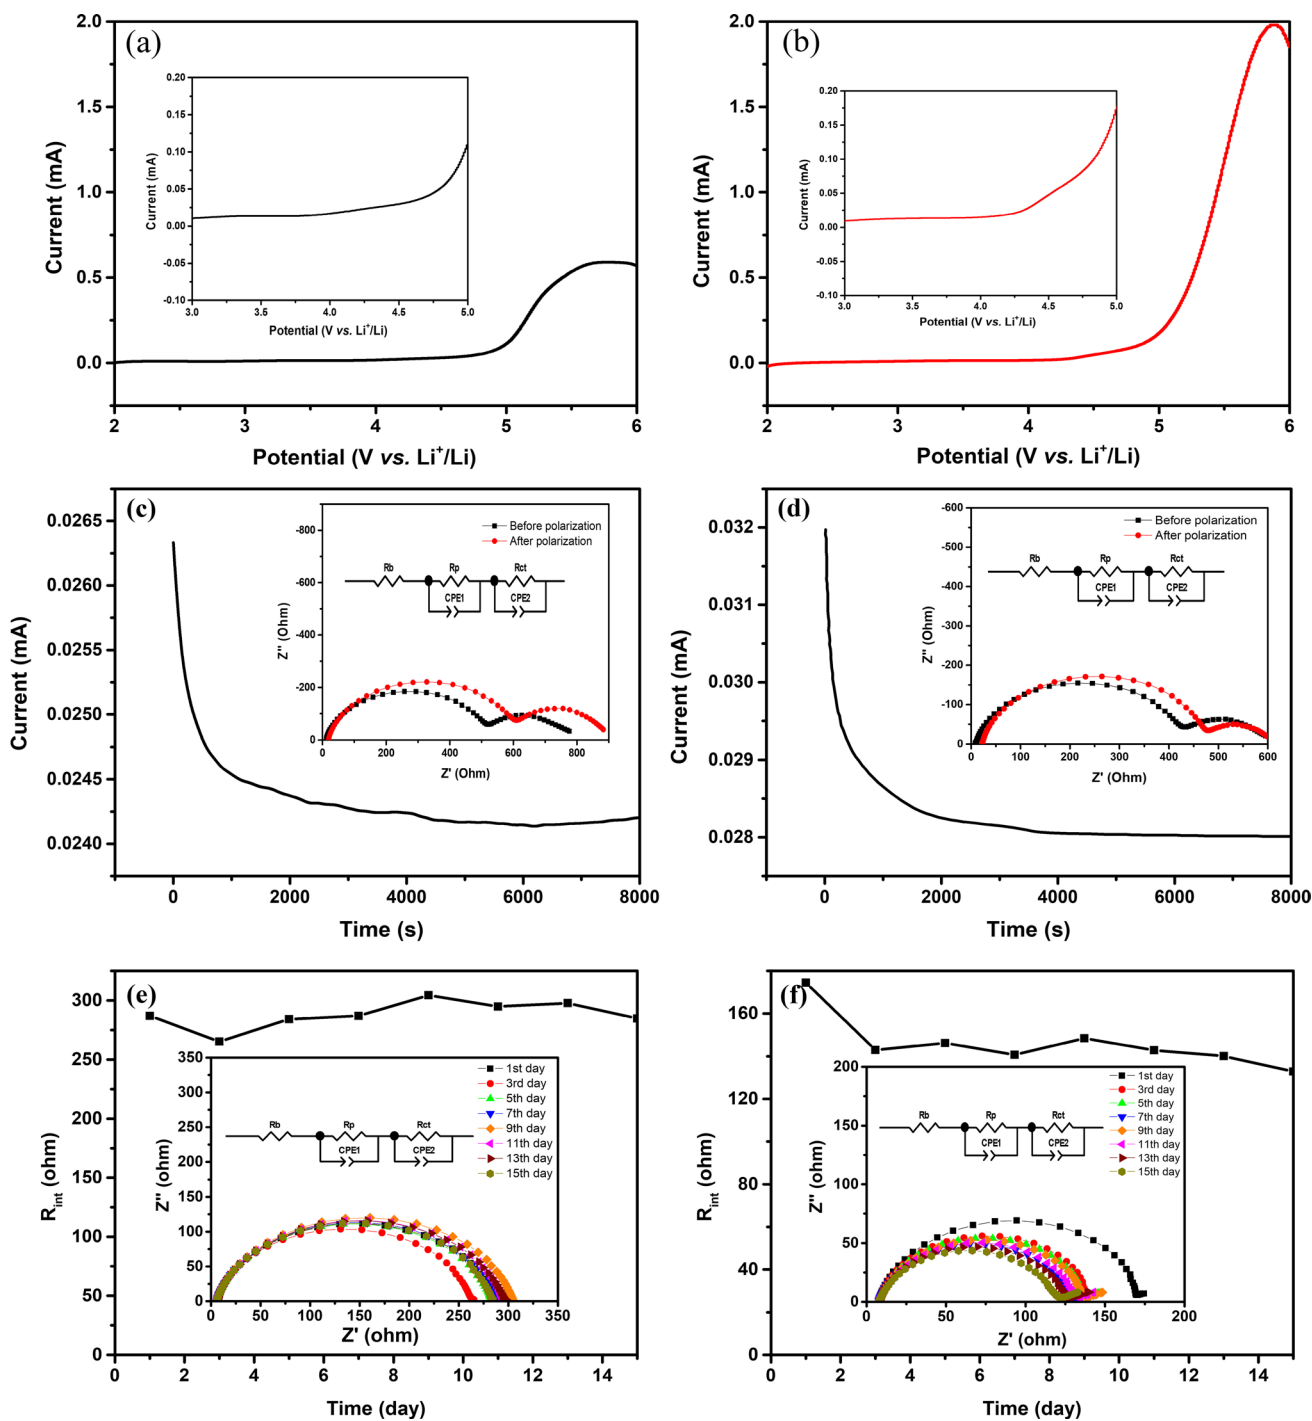 (a)
2.0
1.5
1.0
0.5
0.0
Current (mA)
2 3 4 5 6
Potential (V vs. Li⁺/Li)
0.20
0.15
0.10
0.05
0.00
-0.05
-0.10
Current (mA)
3.0 3.5 4.0 4.5 5.0
Potential (V vs. Li⁺/Li)
(b)
2.0
1.5
1.0
0.5
0.0
Current (mA)
2 3 4 5 6
Potential (V vs. Li⁺/Li)
0.20
0.15
0.10
0.05
0.00
-0.05
-0.10
Current (mA)
3.0 3.5 4.0 4.5 5.0
Potential (V vs. Li⁺/Li)
(c)
0.0265
0.0260
0.0255
0.0250
0.0245
0.0240
Current (mA)
0 2000 4000 6000 8000
Time (s)
-800
-600
-400
-200
0
Z'' (Ohm)
0 200 400 600 800
Z' (Ohm)
Before polarization
After polarization
Rb Rp Rct
CPE1 CPE2
(d)
0.032
0.031
0.030
0.029
0.028
Current (mA)
0 2000 4000 6000 8000
Time (s)
-600
-550
-500
-450
-400
-350
-300
-250
-200
-150
-100
-50
0
Z'' (Ohm)
0 100 200 300 400 500 600
Z' (Ohm)
Before polarization
After polarization
Rb Rp Rct
CPE1 CPE2
(e)
300
250
200
150
100
50
0
R_int (ohm)
0 2 4 6 8 10 12 14
Time (day)
350
300
250
200
150
100
50
0
Z'' (ohm)
0 50 100 150 200 250 300 350
Z' (ohm)
1st day
3rd day
5th day
7th day
9th day
11th day
13th day
15th day
Rb Rp Rct
CPE1 CPE2
(f)
160
120
80
40
0
R_int (ohm)
0 2 4 6 8 10 12 14
Time (day)
200
150
100
50
0
Z'' (ohm)
0 50 100 150 200
Z' (ohm)
1st day
3rd day
5th day
7th day
9th day
11th day
13th day
15th day
Rb Rp Rct
CPE1 CPE2